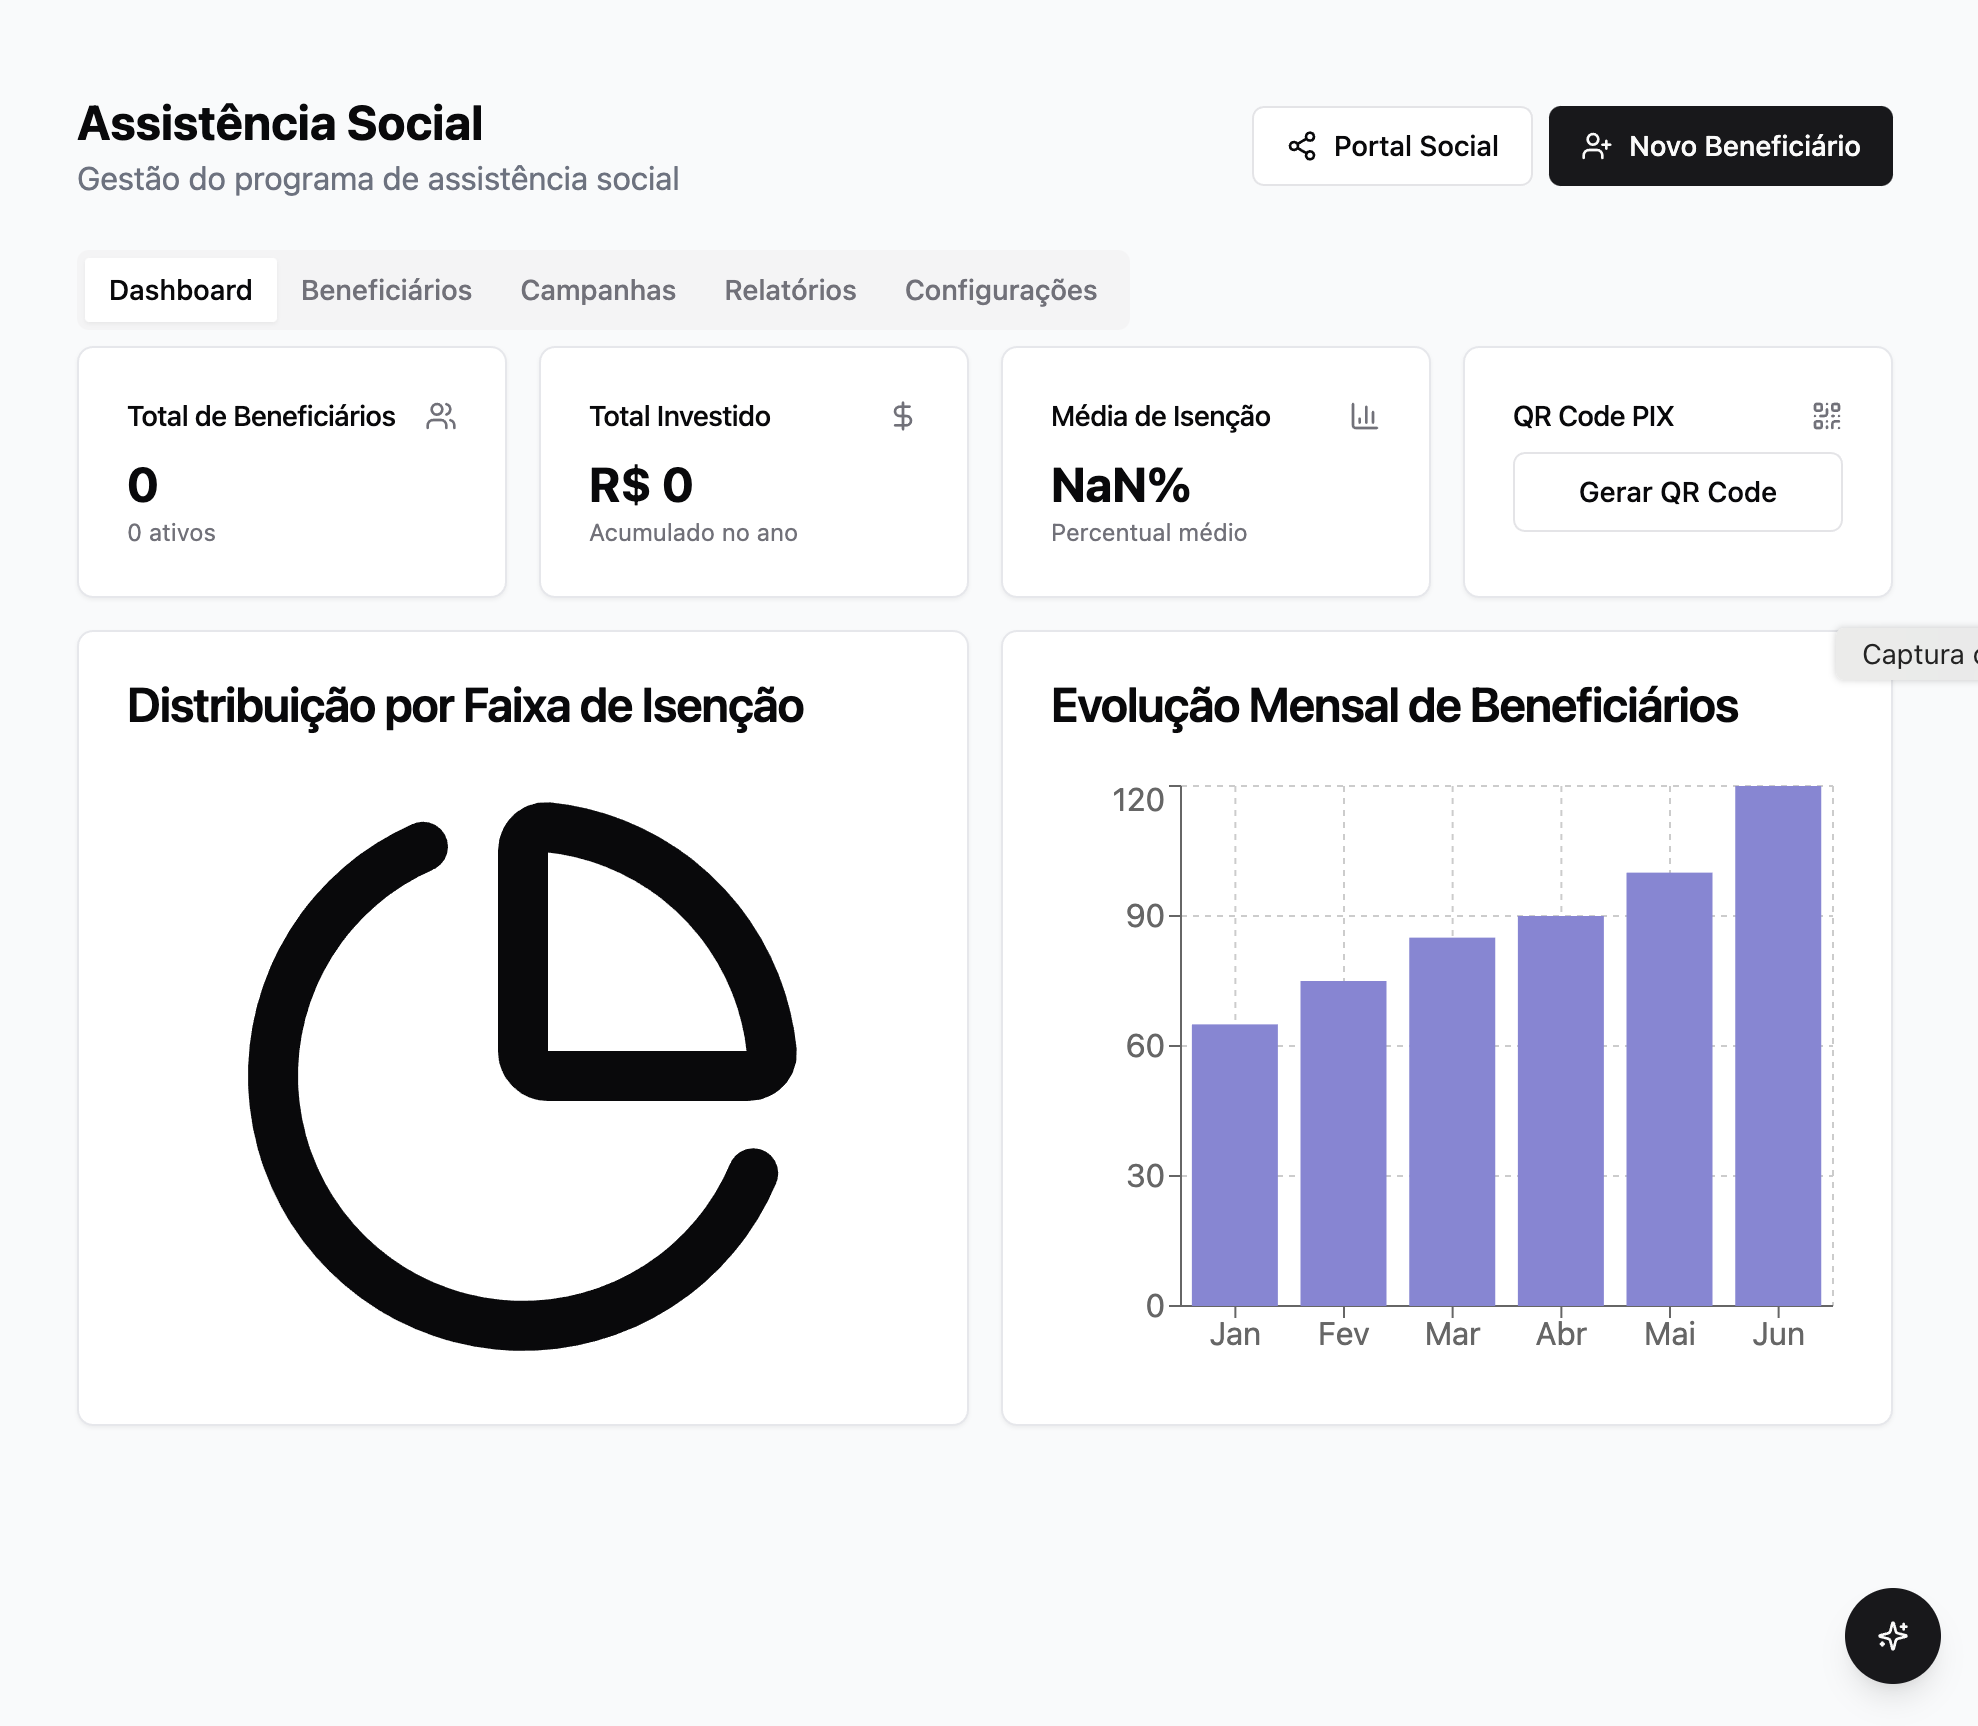 Assistência Social
Gestão do programa de assistência social
Portal Social
Novo Beneficiário
Dashboard
Beneficiários
Campanhas
Relatórios
Configurações
Total de Beneficiários
0
0 ativos
Total Investido
R$ 0
Acumulado no ano
Média de Isenção
NaN%
Percentual médio
QR Code PIX
Gerar QR Code
Captura
Distribuição por Faixa de Isenção
Evolução Mensal de Beneficiários
120
90
60
30
0
Jan
Fev
Mar
Abr
Mai
Jun